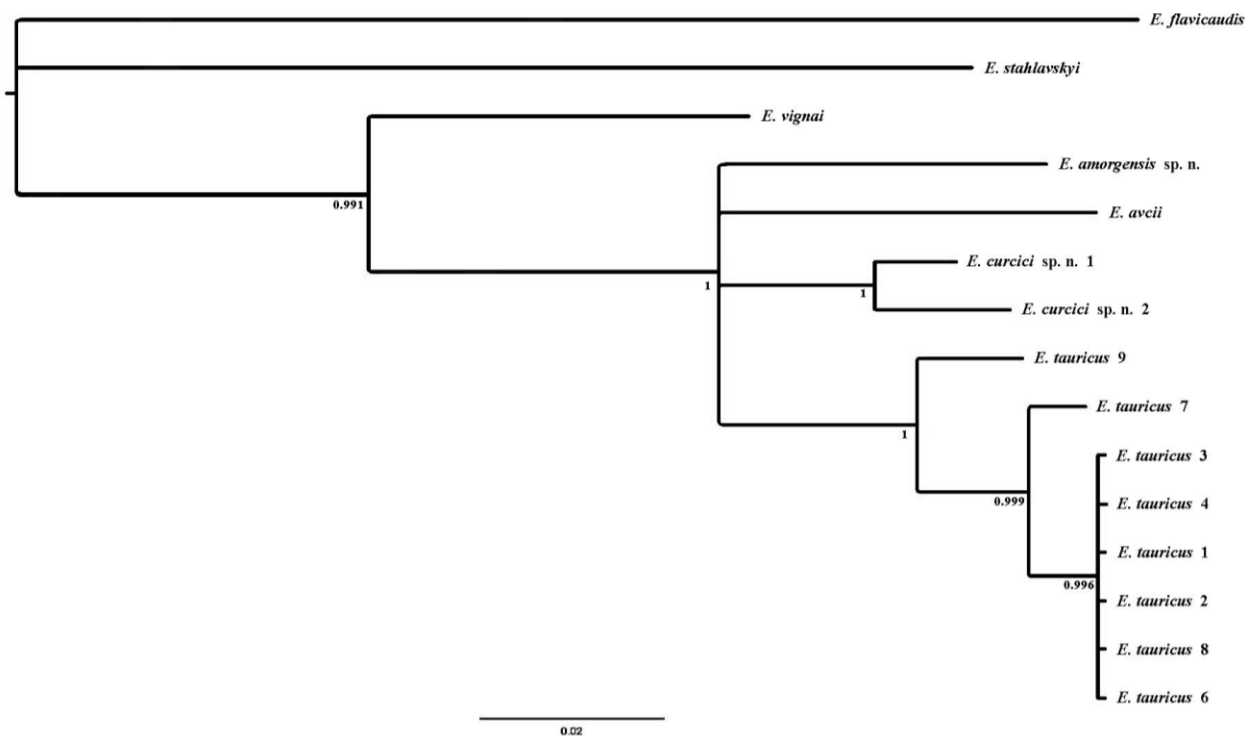 E. flavicaudis
E. stahlavskyi
E. vignai
E. amorgensis sp. n.
0.991
E. avcii
E. curcici sp. n. 1
1
1
E. curcici sp. n. 2
E. tauricus 9
E. tauricus 7
1
E. tauricus 3
0.999
E. tauricus 4
E. tauricus 1
0.996
E. tauricus 2
E. tauricus 8
E. tauricus 6
0.02